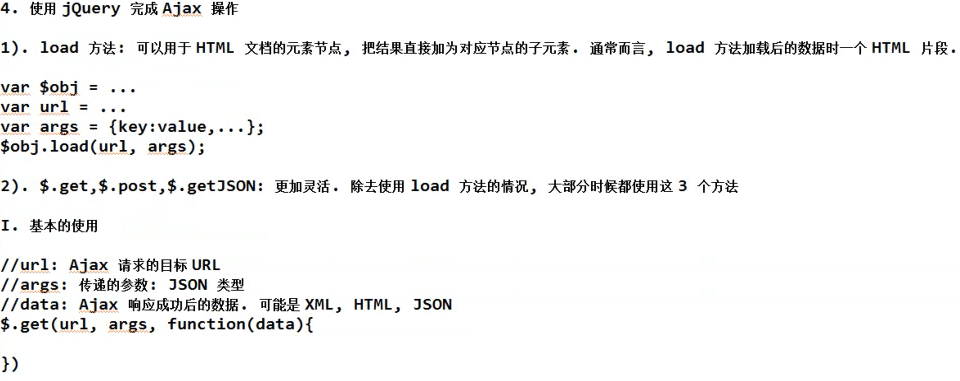 4. 使用 jQuery 完成 Ajax 操作
1). load 方法: 可以用于 HTML 文档的元素节点, 把结果直接加为对应节点的子元素. 通常而言, load 方法加载后的数据时一个 HTML 片段.
var $obj = ...
var url = ...
var args = {key:value,...};
$obj.load(url, args);
2). $.get,$.post,$.getJSON: 更加灵活. 除去使用 load 方法的情况, 大部分时候都使用这 3 个方法
I. 基本的使用
//url: Ajax 请求的目标 URL
//args: 传递的参数: JSON 类型
//data: Ajax 响应成功后的数据. 可能是 XML, HTML, JSON
$.get(url, args, function(data){
})